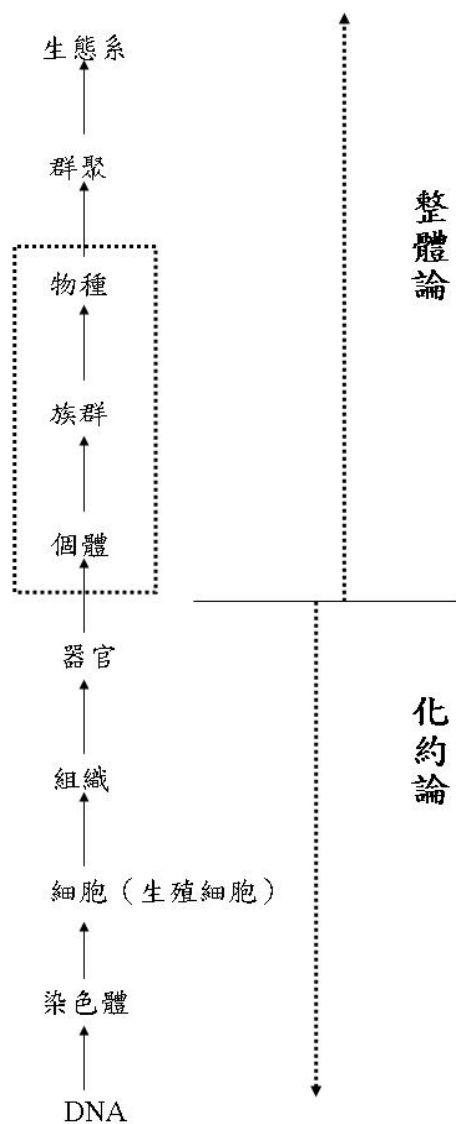 生態系
群聚
物種
族群
個體
器官
組織
細胞（生殖細胞）
染色體
DNA
整體論
化約論